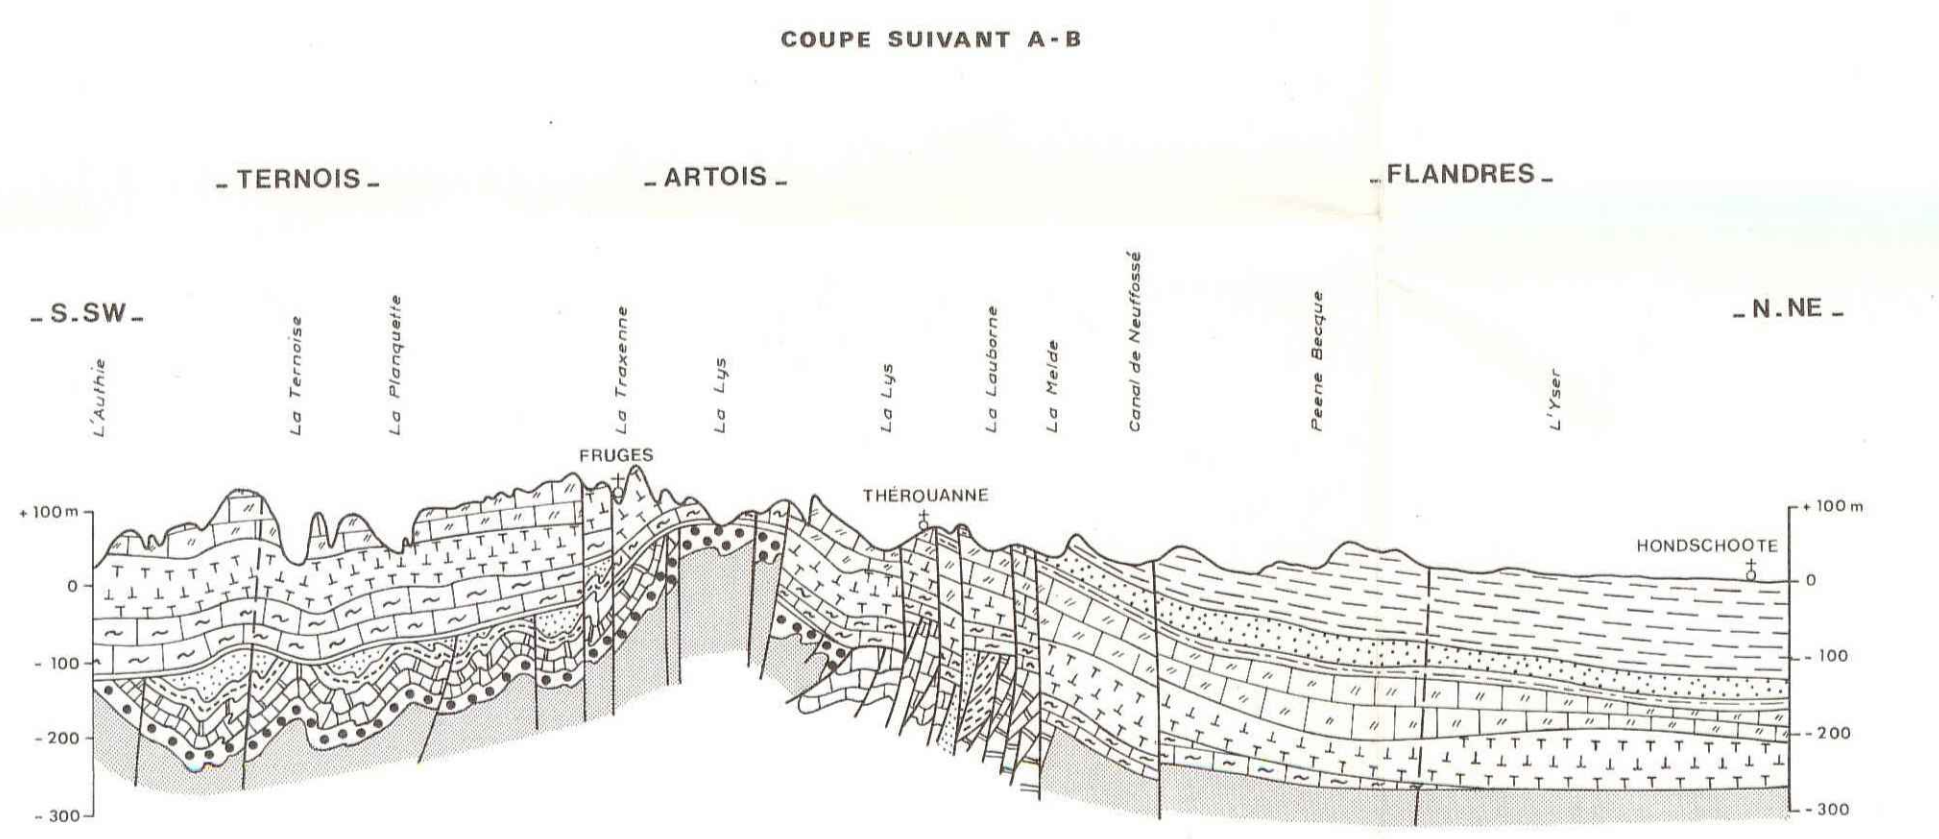 COUPE SUIVANT A-B
- TERNOIS -
- ARTOIS -
- FLANDRES -
- S.SW -
- N.NE -
L'Authie
La Ternoise
La Planquette
La Traxenne
La Lys
La Lys
La Lauborne
La Melde
Canal de Neuffossé
Peene Becque
L'Yser
FRUGES
THÉROUANNE
HONDSCHOOTE
+ 100 m
0
- 100
- 200
- 300
+ 100 m
0
- 100
- 200
- 300